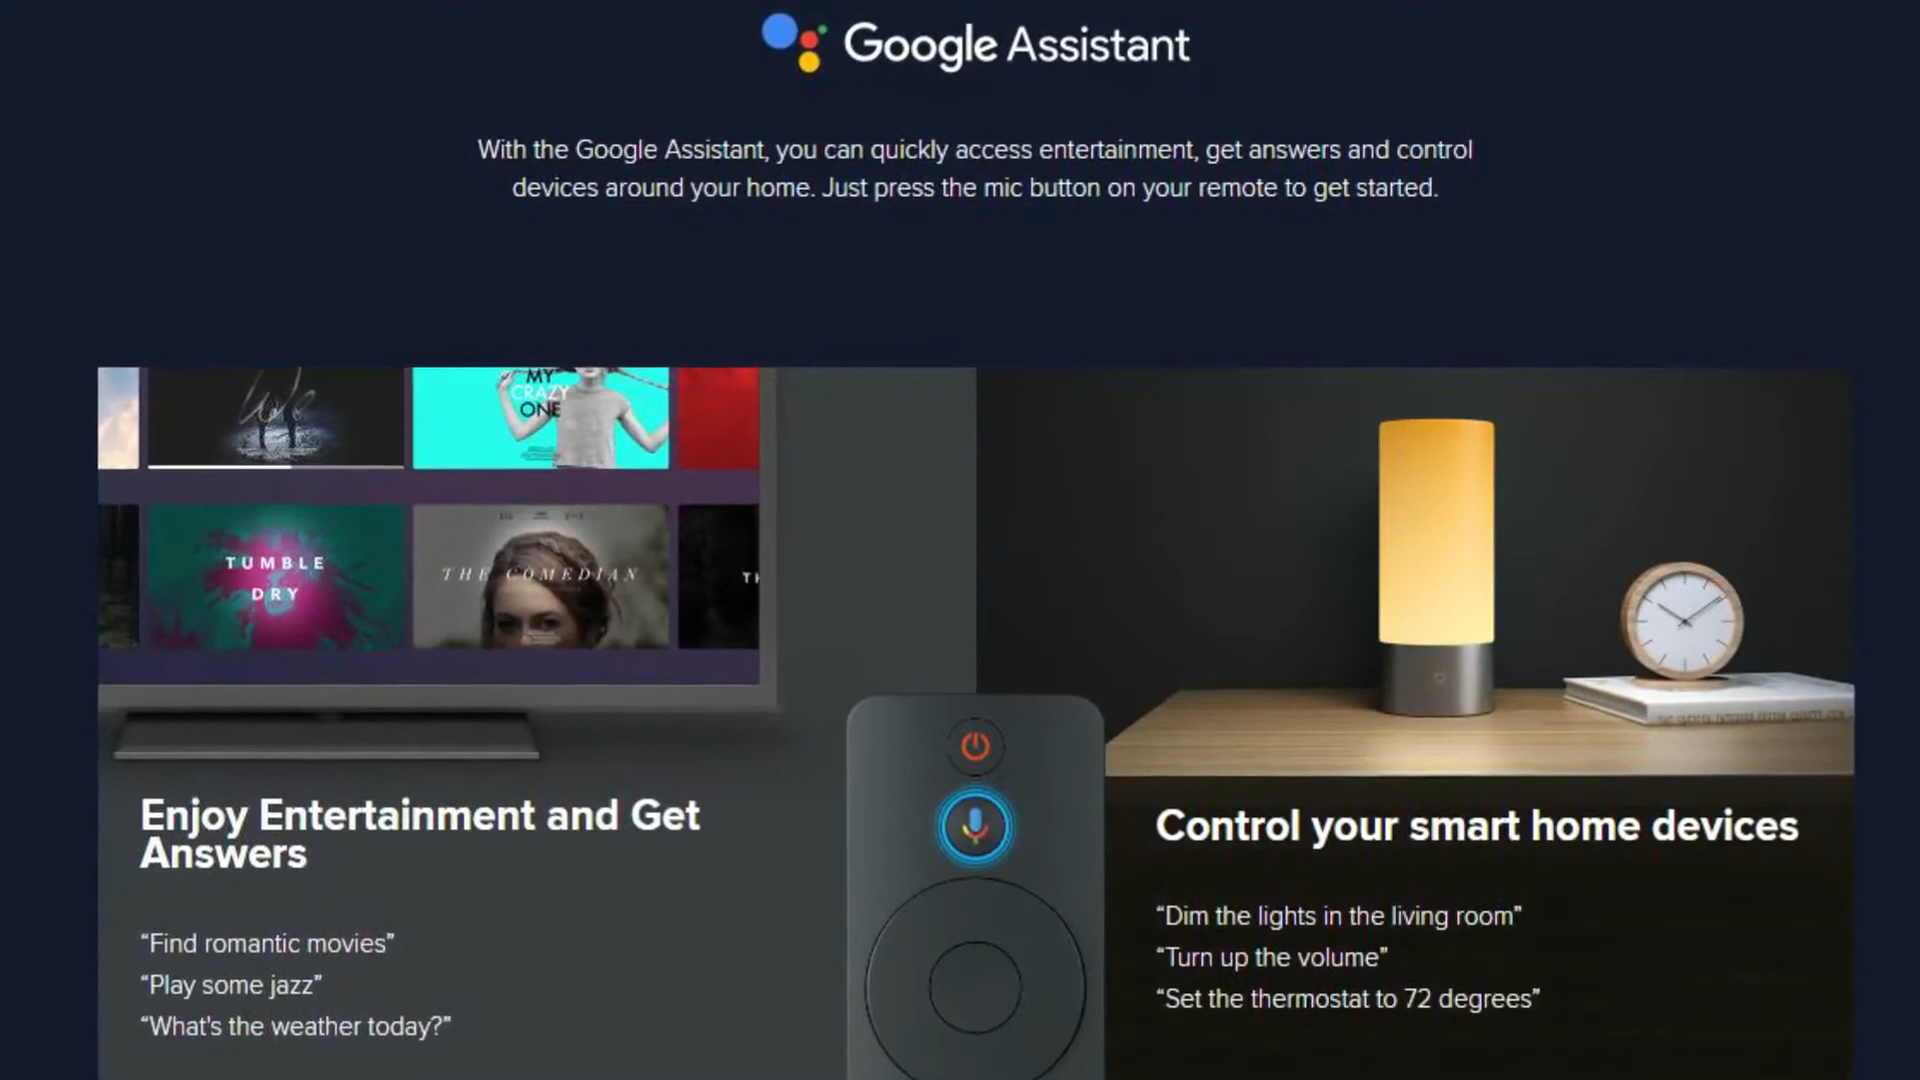 Google Assistant
With the Google Assistant, you can quickly access entertainment, get answers and control
devices around your home. Just press the mic button on your remote to get started.
MY
CRAZY
ONE
TUMBLE
DRY
THE COMEDIAN
Enjoy Entertainment and Get
Answers
“Find romantic movies”
“Play some jazz”
“What's the weather today?”
Control your smart home devices
“Dim the lights in the living room”
“Turn up the volume”
“Set the thermostat to 72 degrees”